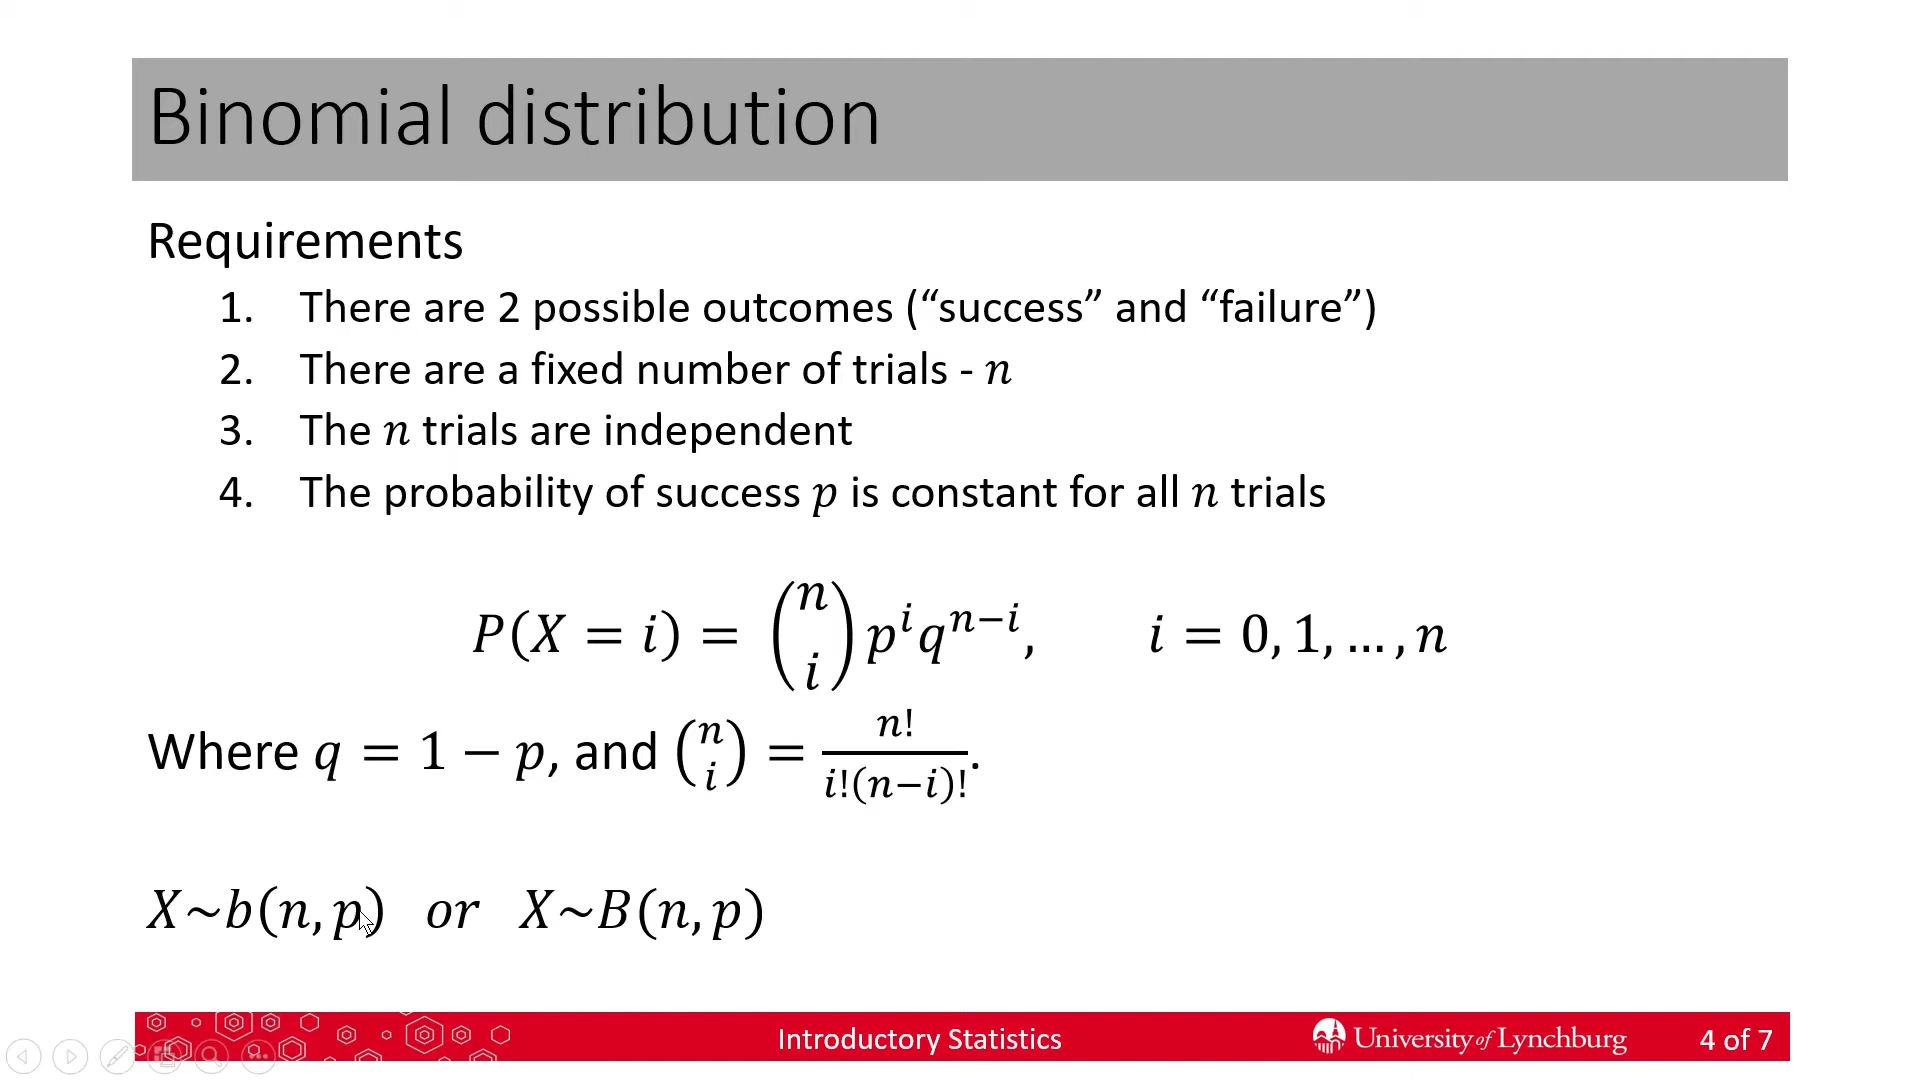 Binomial distribution
Requirements
1. There are 2 possible outcomes (“success” and “failure”)
2. There are a fixed number of trials - n
3. The n trials are independent
4. The probability of success p is constant for all n trials
P(X = i) = (n i) pⁱqⁿ⁻ⁱ, i = 0, 1, … , n
Where q = 1 − p, and (n i) = n!/i!(n−i)!.
X~b(n, p) or X~B(n, p)
Introductory Statistics University of Lynchburg 4 of 7